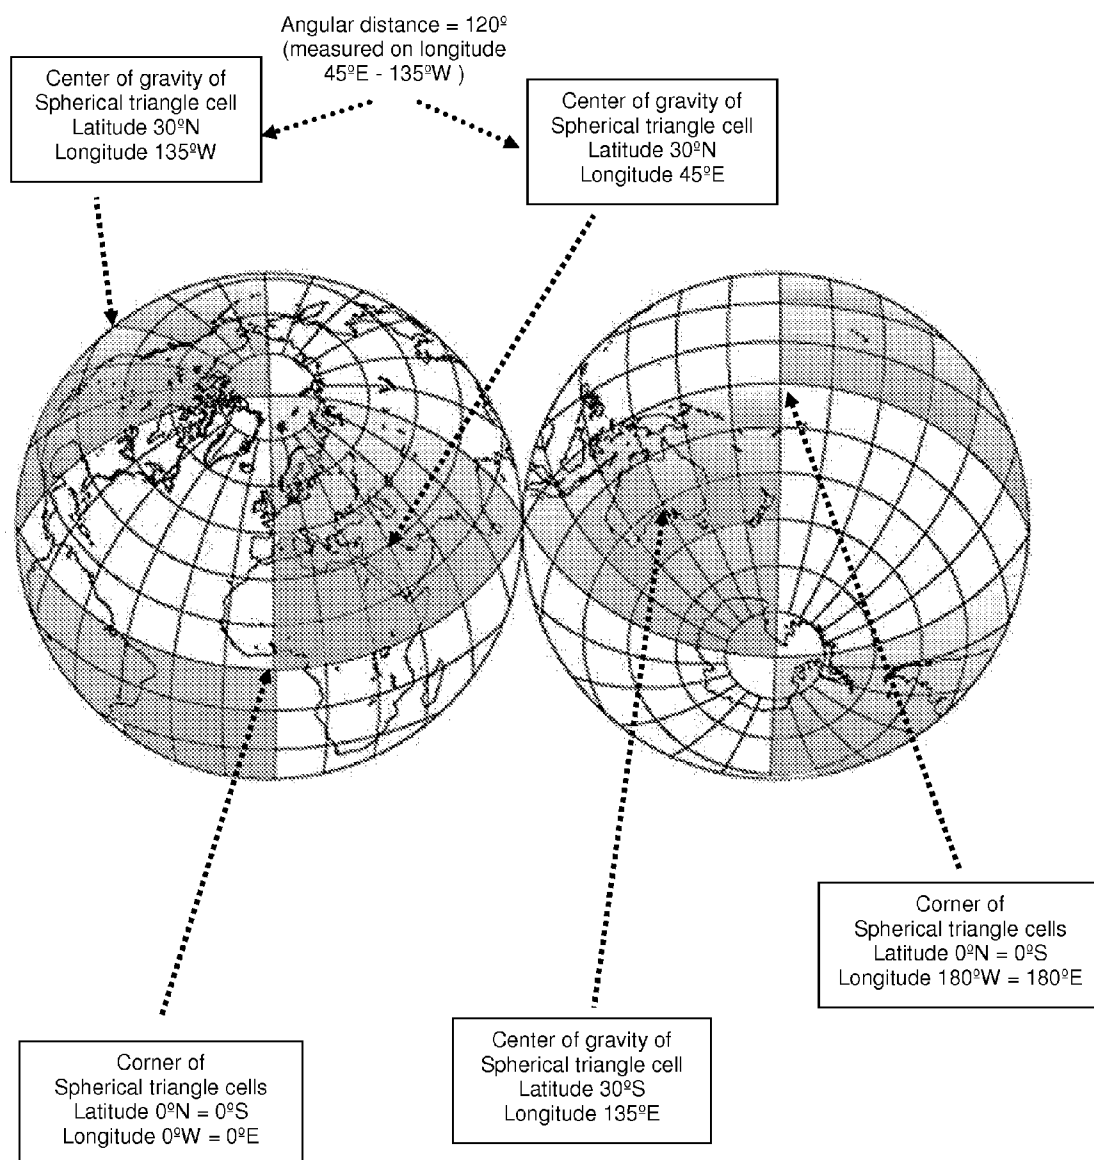 Angular distance = 120º
(measured on longitude
45ºE - 135ºW )
Center of gravity of
Spherical triangle cell
Latitude 30ºN
Longitude 135ºW
Center of gravity of
Spherical triangle cell
Latitude 30ºN
Longitude 45ºE
Corner of
Spherical triangle cells
Latitude 0ºN = 0ºS
Longitude 180ºW = 180ºE
Center of gravity of
Spherical triangle cell
Latitude 30ºS
Longitude 135ºE
Corner of
Spherical triangle cells
Latitude 0ºN = 0ºS
Longitude 0ºW = 0ºE